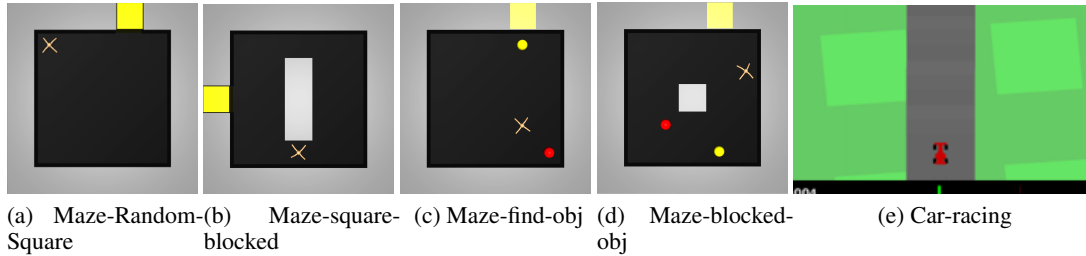 (a) Maze-Random-
Square
(b) Maze-square-
blocked
(c) Maze-find-obj
(d) Maze-blocked-
obj
(e) Car-racing